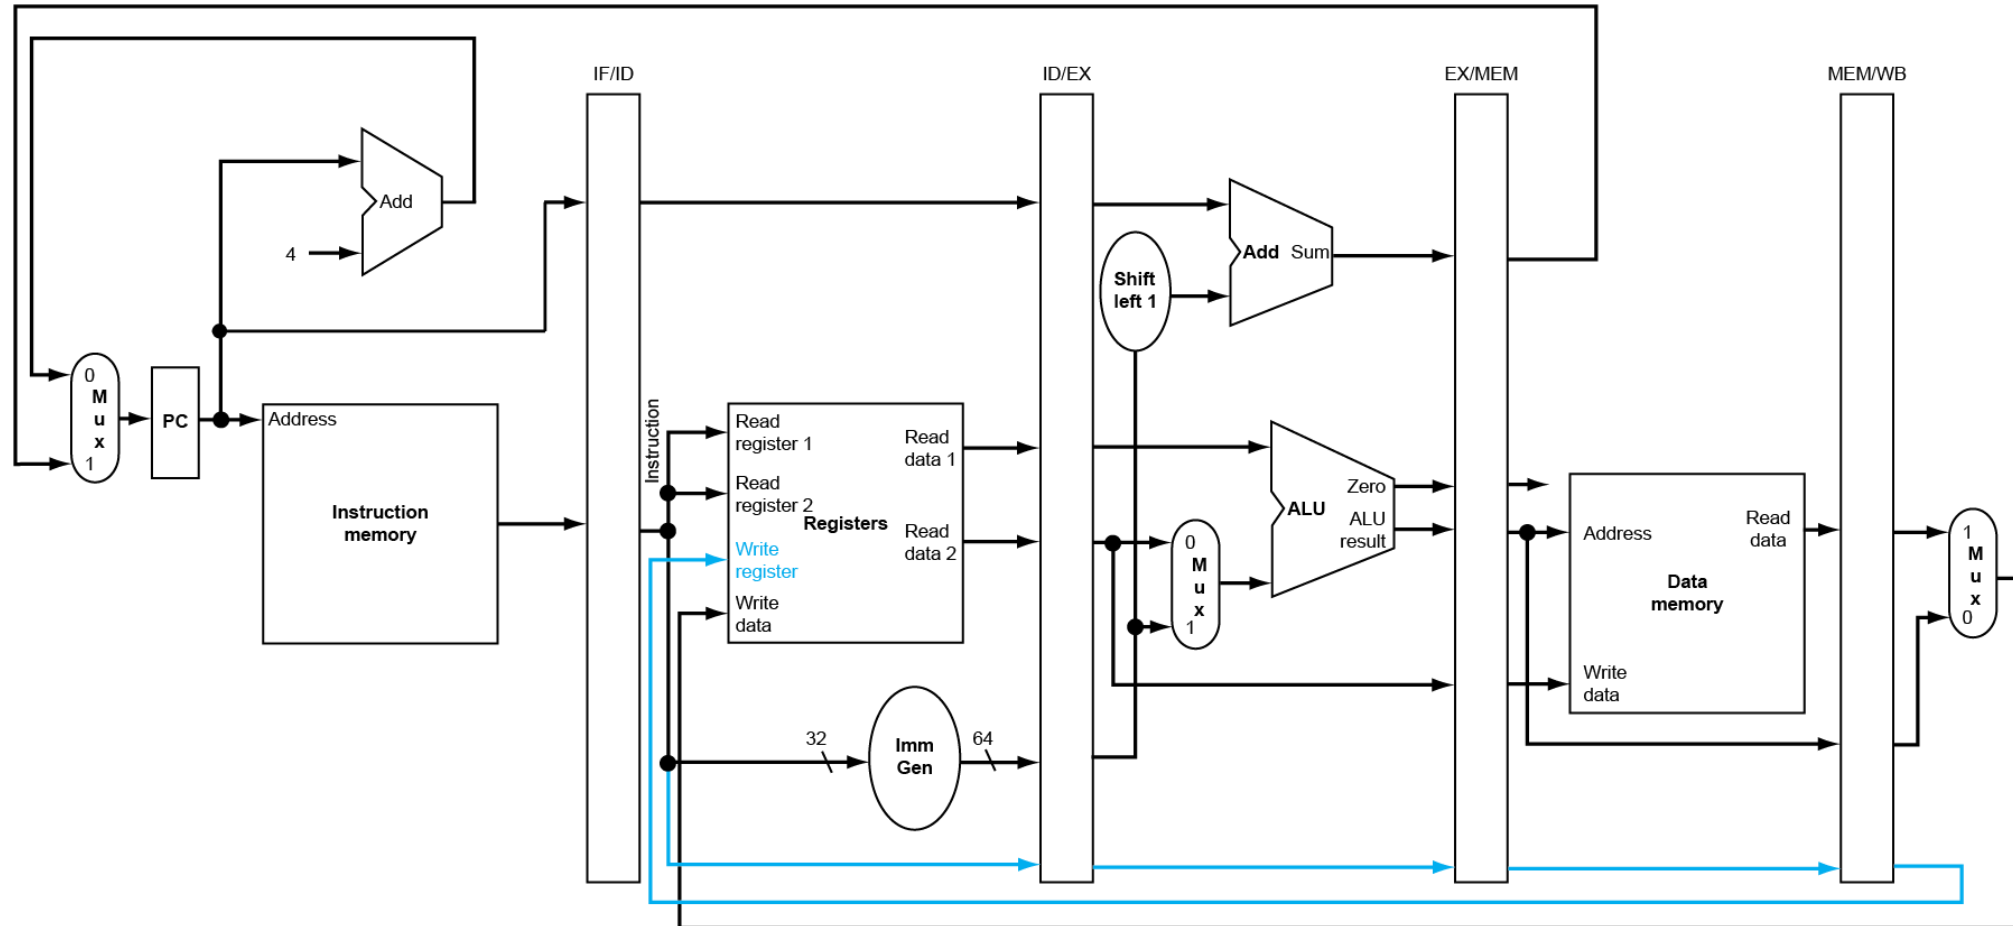 IF/ID
ID/EX
EX/MEM
MEM/WB
Add
4
Add Sum
Shift
left 1
0
M
u
x
1
PC
Address
Instruction
memory
Instruction
Read
register 1
Read
register 2
Write
register
Write
data
Registers
Read
data 1
Read
data 2
32
Imm
Gen
64
0
M
u
x
1
ALU
Zero
ALU
result
Address
Write
data
Data
memory
Read
data
1
M
u
x
0